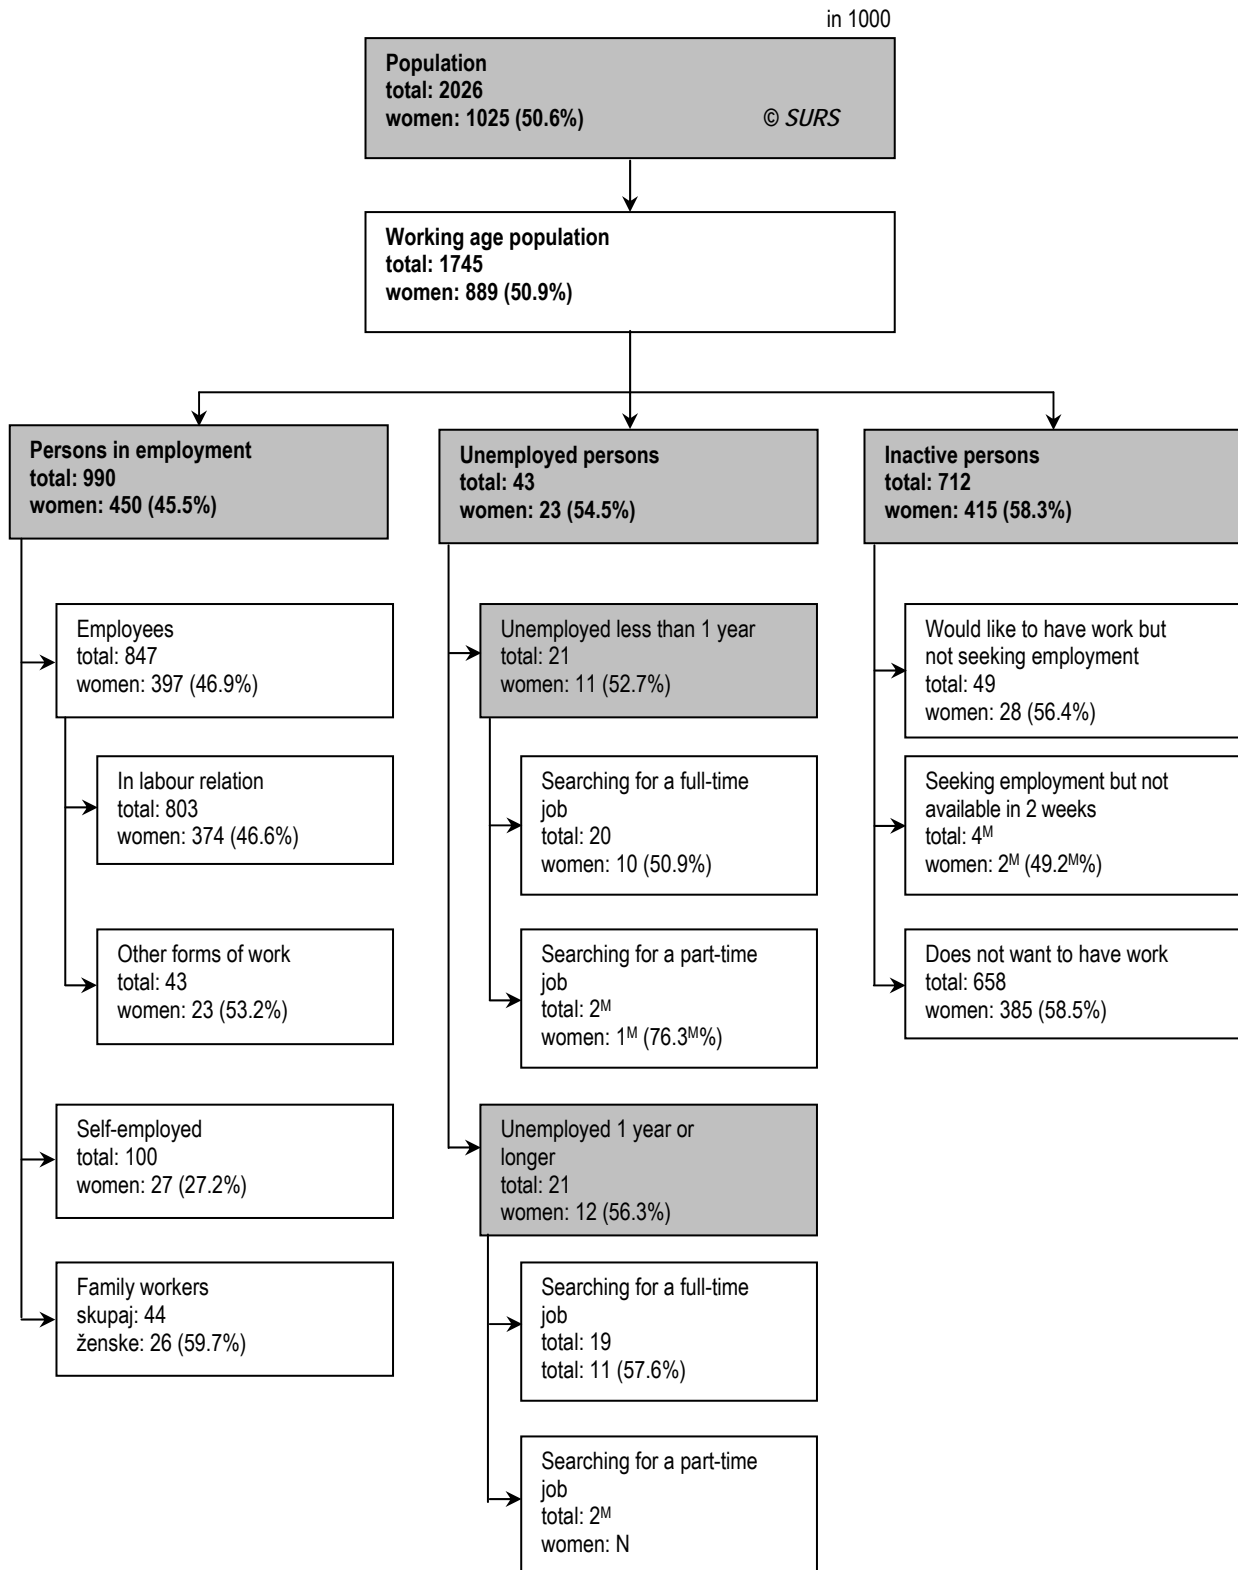 in 1000
Population
total: 2026
women: 1025 (50.6%)
© SURS
Working age population
total: 1745
women: 889 (50.9%)
Persons in employment
total: 990
women: 450 (45.5%)
Employees
total: 847
women: 397 (46.9%)
In labour relation
total: 803
women: 374 (46.6%)
Other forms of work
total: 43
women: 23 (53.2%)
Self-employed
total: 100
women: 27 (27.2%)
Family workers
skupaj: 44
ženske: 26 (59.7%)
Unemployed persons
total: 43
women: 23 (54.5%)
Unemployed less than 1 year
total: 21
women: 11 (52.7%)
Searching for a full-time
job
total: 20
women: 10 (50.9%)
Searching for a part-time
job
total: 2ᴹ
women: 1ᴹ (76.3ᴹ%)
Unemployed 1 year or
longer
total: 21
women: 12 (56.3%)
Searching for a full-time
job
total: 19
total: 11 (57.6%)
Searching for a part-time
job
total: 2ᴹ
women: N
Inactive persons
total: 712
women: 415 (58.3%)
Would like to have work but
not seeking employment
total: 49
women: 28 (56.4%)
Seeking employment but not
available in 2 weeks
total: 4ᴹ
women: 2ᴹ (49.2ᴹ%)
Does not want to have work
total: 658
women: 385 (58.5%)